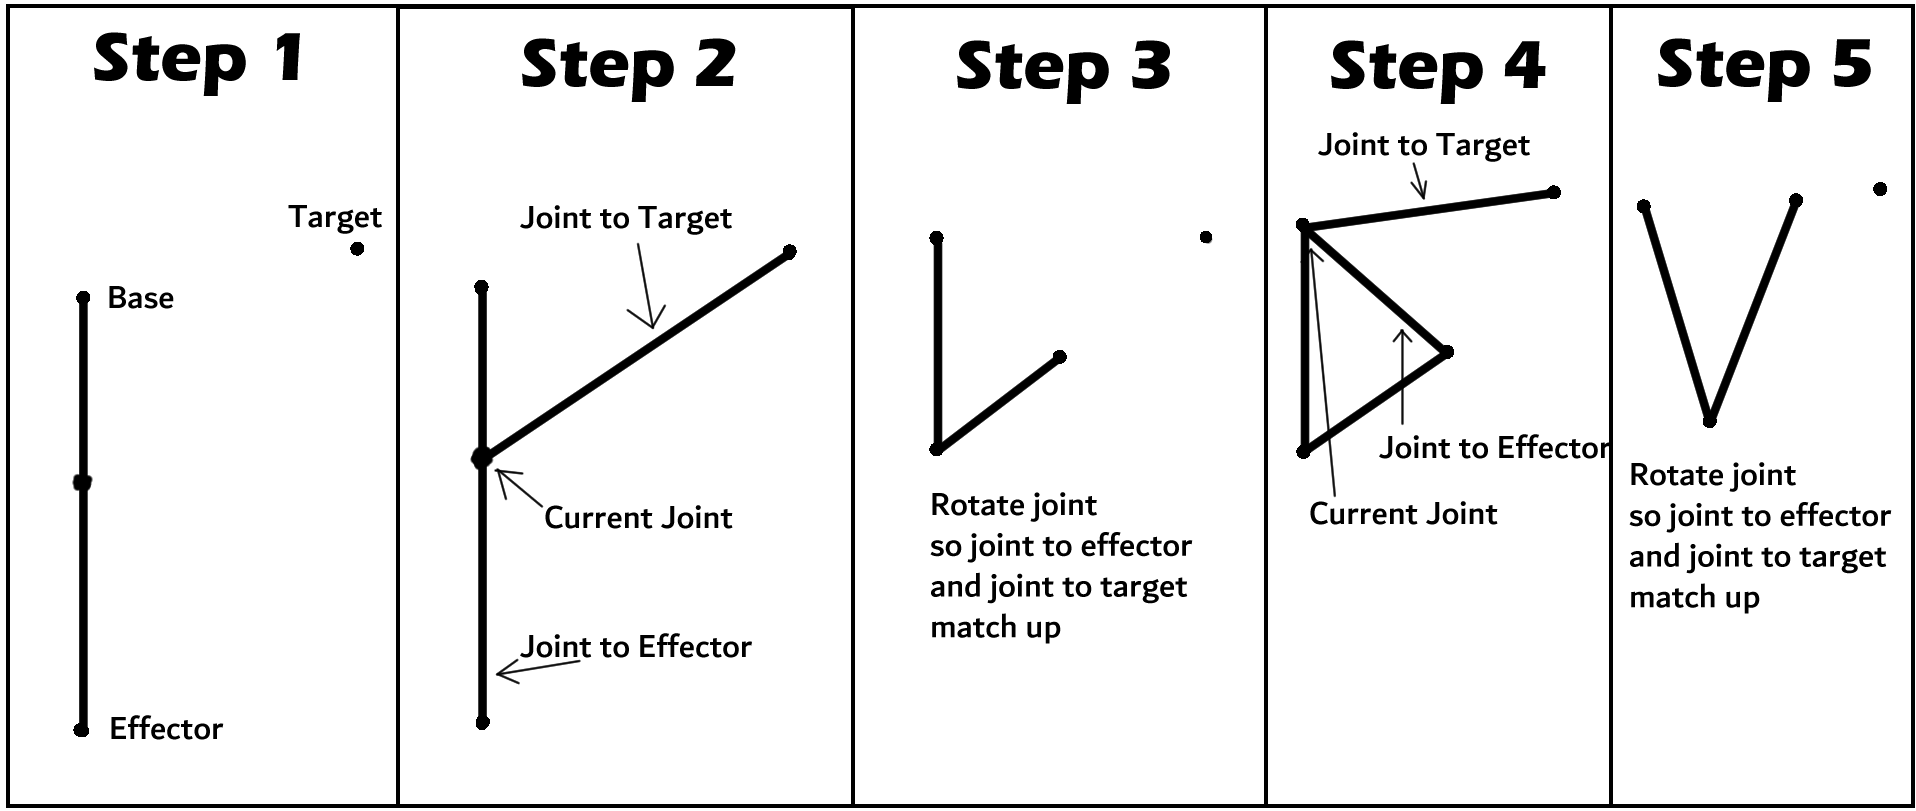 Step 1
Target
Base
Effector
Step 2
Joint to Target
Current Joint
Joint to Effector
Step 3
Rotate joint
so joint to effector
and joint to target
match up
Step 4
Joint to Target
Joint to Effector
Current Joint
Step 5
Rotate joint
so joint to effector
and joint to target
match up